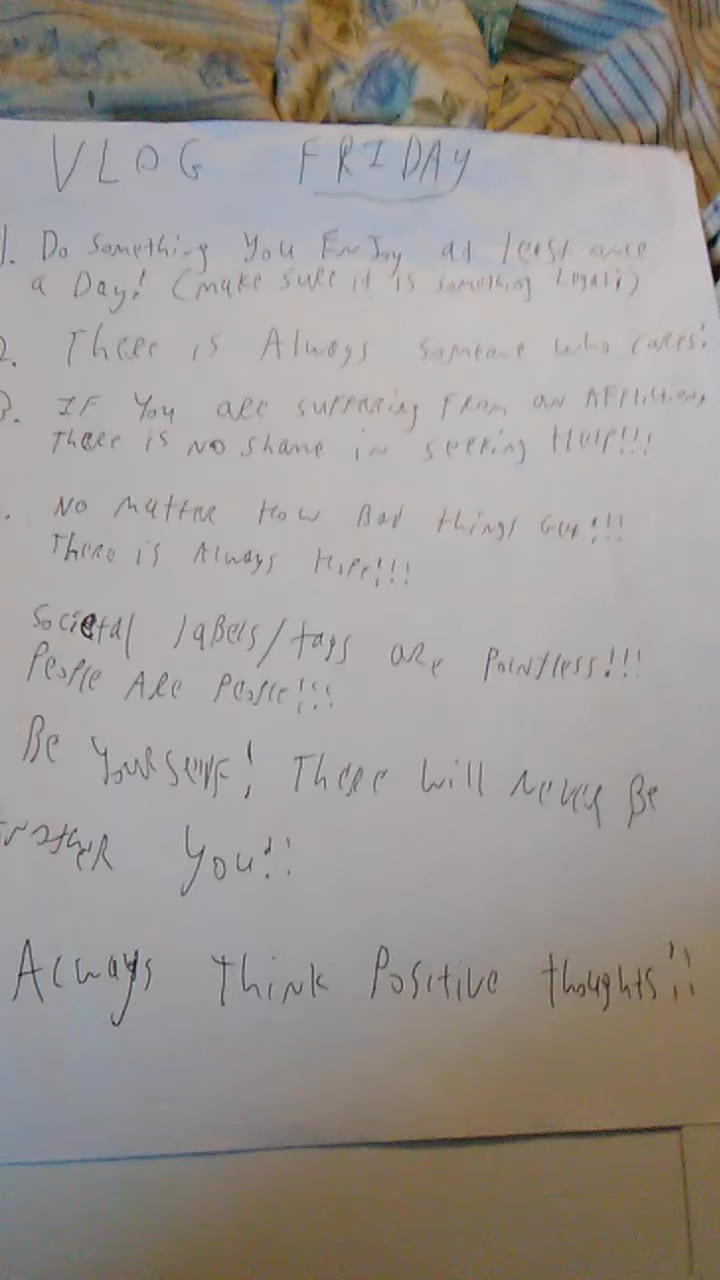 VLOG FRIDAY
1. Do Something You Enjoy at least once
a Day! (make sure it is something Legal!)
2. There is Always someone who cares!
3. IF You are suffering From an Affliction,
There is No shame in seeking Help!!!
. No matter How Bad things Get!!!
There is Always Hope!!!
Societal labels/tags are Pointless!!!
People Are People!!!
Be Yourself! There will never Be
another You!!
Always think Positive thoughts!!